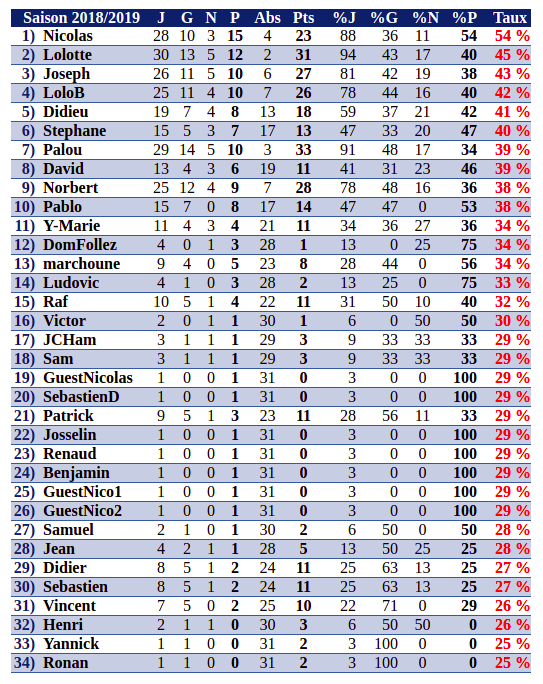 Saison 2018/2019 J G N P Abs Pts %J %G %N %P Taux
1) Nicolas 28 10 3 15 4 23 88 36 11 54 54 %
2) Lolotte 30 13 5 12 2 31 94 43 17 40 45 %
3) Joseph 26 11 5 10 6 27 81 42 19 38 43 %
4) LoloB 25 11 4 10 7 26 78 44 16 40 42 %
5) Didieu 19 7 4 8 13 18 59 37 21 42 41 %
6) Stephane 15 5 3 7 17 13 47 33 20 47 40 %
7) Palou 29 14 5 10 3 33 91 48 17 34 39 %
8) David 13 4 3 6 19 11 41 31 23 46 39 %
9) Norbert 25 12 4 9 7 28 78 48 16 36 38 %
10) Pablo 15 7 0 8 17 14 47 47 0 53 38 %
11) Y-Marie 11 4 3 4 21 11 34 36 27 36 34 %
12) DomFollez 4 0 1 3 28 1 13 0 25 75 34 %
13) marchoune 9 4 0 5 23 8 28 44 0 56 34 %
14) Ludovic 4 1 0 3 28 2 13 25 0 75 33 %
15) Raf 10 5 1 4 22 11 31 50 10 40 32 %
16) Victor 2 0 1 1 30 1 6 0 50 50 30 %
17) JCHam 3 1 1 1 29 3 9 33 33 33 29 %
18) Sam 3 1 1 1 29 3 9 33 33 33 29 %
19) GuestNicolas 1 0 0 1 31 0 3 0 0 100 29 %
20) SebastienD 1 0 0 1 31 0 3 0 0 100 29 %
21) Patrick 9 5 1 3 23 11 28 56 11 33 29 %
22) Josselin 1 0 0 1 31 0 3 0 0 100 29 %
23) Renaud 1 0 0 1 31 0 3 0 0 100 29 %
24) Benjamin 1 0 0 1 31 0 3 0 0 100 29 %
25) GuestNico1 1 0 0 1 31 0 3 0 0 100 29 %
26) GuestNico2 1 0 0 1 31 0 3 0 0 100 29 %
27) Samuel 2 1 0 1 30 2 6 50 0 50 28 %
28) Jean 4 2 1 1 28 5 13 50 25 25 28 %
29) Didier 8 5 1 2 24 11 25 63 13 25 27 %
30) Sebastien 8 5 1 2 24 11 25 63 13 25 27 %
31) Vincent 7 5 0 2 25 10 22 71 0 29 26 %
32) Henri 2 1 1 0 30 3 6 50 50 0 26 %
33) Yannick 1 1 0 0 31 2 3 100 0 0 25 %
34) Ronan 1 1 0 0 31 2 3 100 0 0 25 %